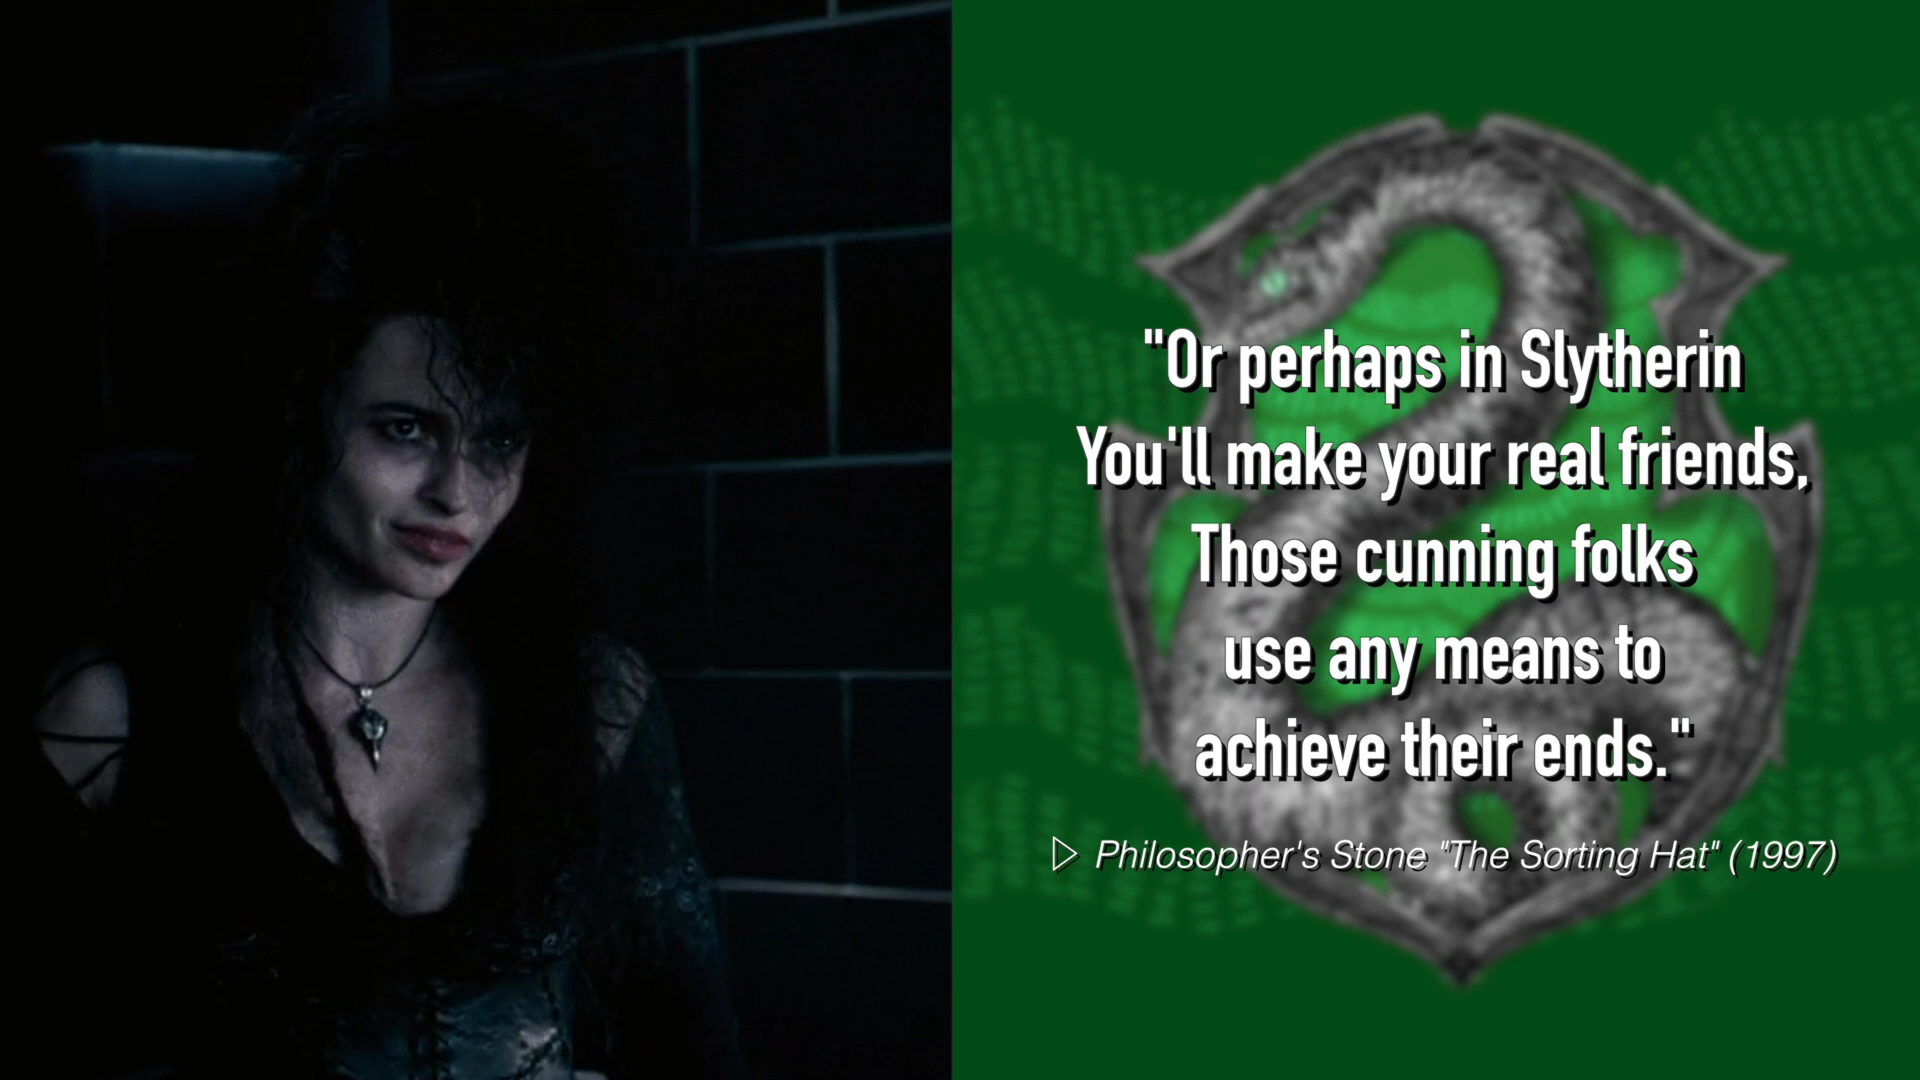 "Or perhaps in Slytherin
You'll make your real friends,
Those cunning folks
use any means to
achieve their ends."
▷ Philosopher's Stone "The Sorting Hat" (1997)